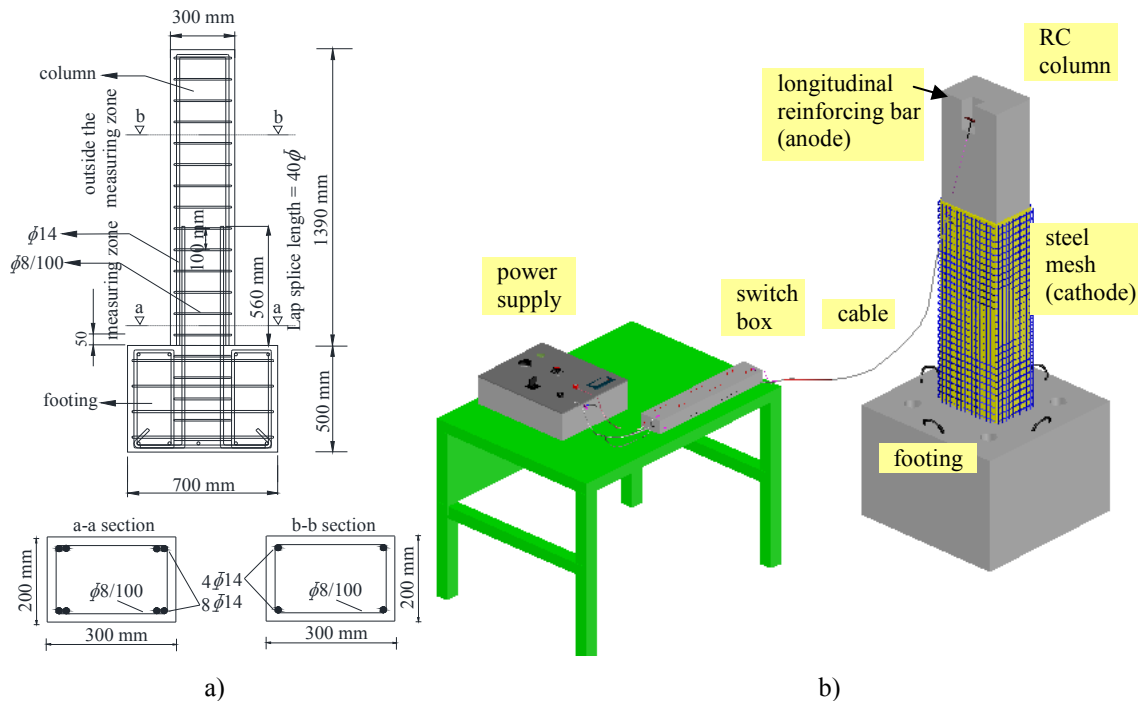 300 mm
column
b
b
outside the
measuring zone
Lap splice length = 40ϕ
1390 mm
ϕ14
100 mm
ϕ8/100
measuring zone
560 mm
a
a
50
footing
500 mm
700 mm
a-a section
b-b section
200 mm
ϕ8/100
4ϕ14
8ϕ14
ϕ8/100
200 mm
300 mm
300 mm
a)
RC
column
longitudinal
reinforcing bar
(anode)
steel
mesh
(cathode)
power
supply
switch
box
cable
footing
b)